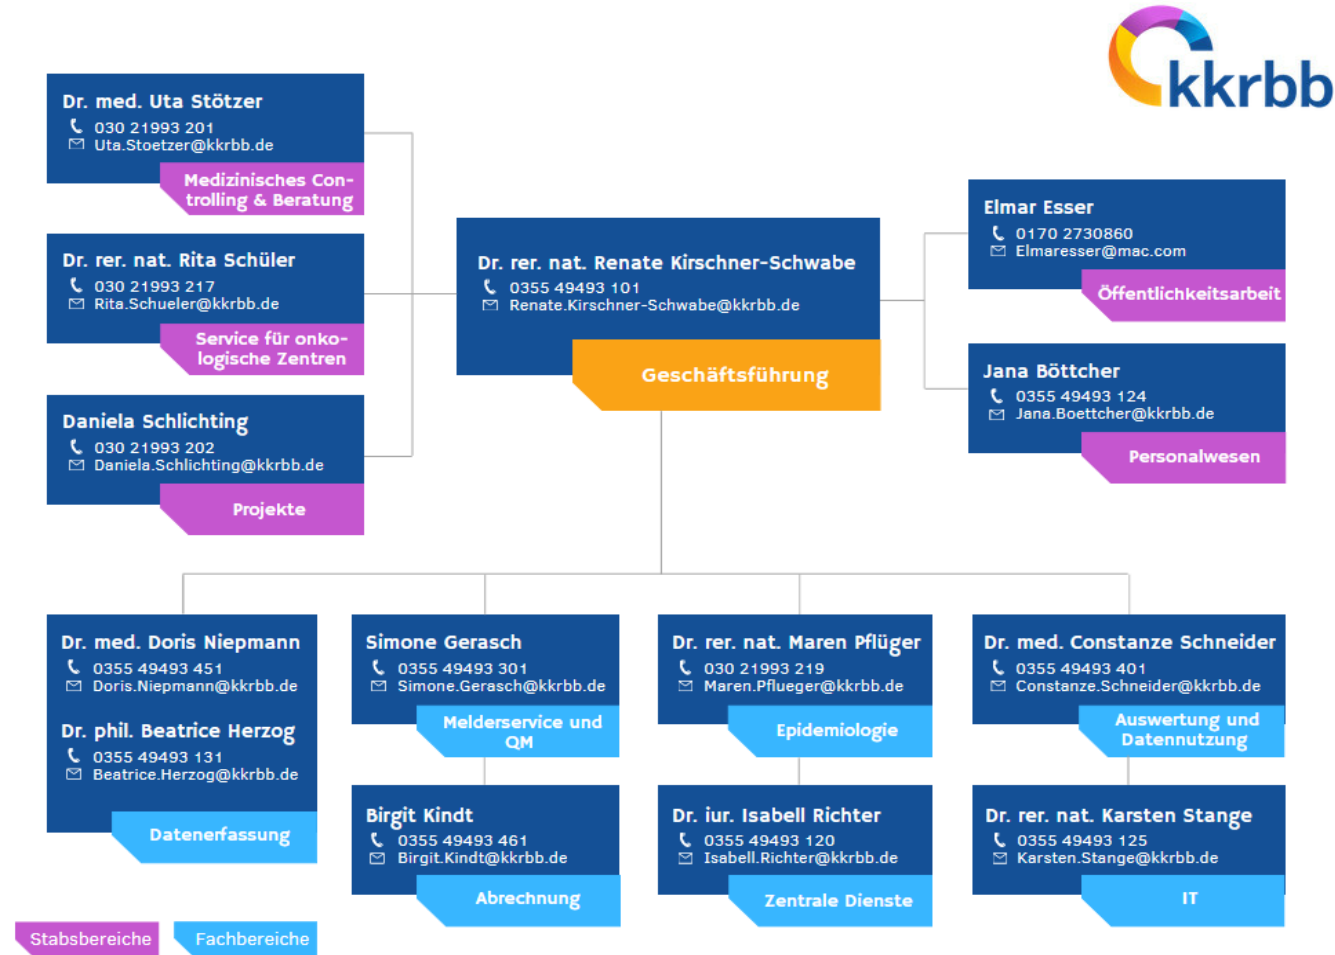 kkrbb
Dr. med. Uta Stötzer
030 21993 201
Uta.Stoetzer@kkrbb.de
Medizinisches Con-
trolling & Beratung
Dr. rer. nat. Rita Schüler
030 21993 217
Rita.Schueler@kkrbb.de
Service für onko-
logische Zentren
Daniela Schlichting
030 21993 202
Daniela.Schlichting@kkrbb.de
Projekte
Dr. rer. nat. Renate Kirschner-Schwabe
0355 49493 101
Renate.Kirschner-Schwabe@kkrbb.de
Geschäftsführung
Elmar Esser
0170 2730860
Elmaresser@mac.com
Öffentlichkeitsarbeit
Jana Böttcher
0355 49493 124
Jana.Boettcher@kkrbb.de
Personalwesen
Dr. med. Doris Niepmann
0355 49493 451
Doris.Niepmann@kkrbb.de
Dr. phil. Beatrice Herzog
0355 49493 131
Beatrice.Herzog@kkrbb.de
Datenerfassung
Simone Gerasch
0355 49493 301
Simone.Gerasch@kkrbb.de
Melderservice und
QM
Birgit Kindt
0355 49493 461
Birgit.Kindt@kkrbb.de
Abrechnung
Dr. rer. nat. Maren Pflüger
030 21993 219
Maren.Pflueger@kkrbb.de
Epidemiologie
Dr. iur. Isabell Richter
0355 49493 120
Isabell.Richter@kkrbb.de
Zentrale Dienste
Dr. med. Constanze Schneider
0355 49493 401
Constanze.Schneider@kkrbb.de
Auswertung und
Datennutzung
Dr. rer. nat. Karsten Stange
0355 49493 125
Karsten.Stange@kkrbb.de
IT
Stabsbereiche
Fachbereiche